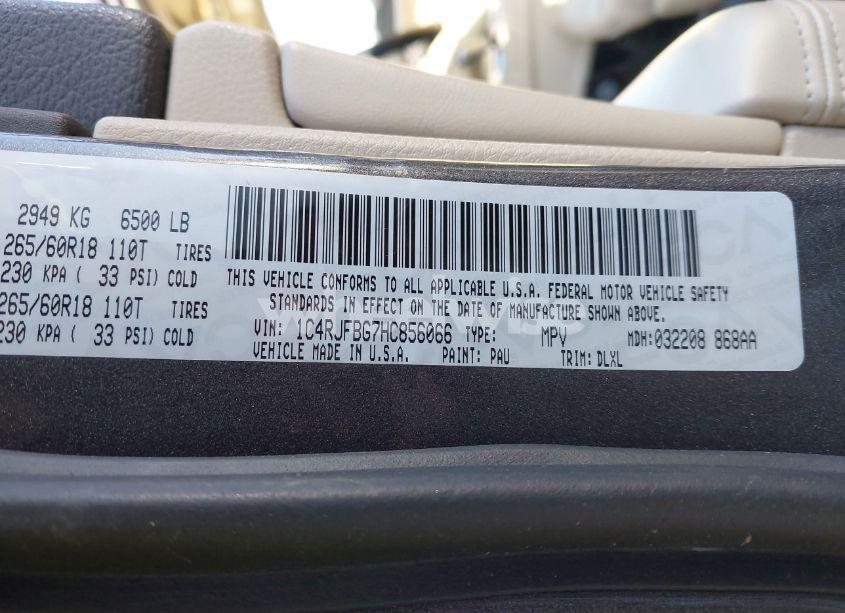 2949 KG 6500 LB
265/60R18 110T TIRES
230 KPA ( 33 PSI) COLD
265/60R18 110T TIRES
230 KPA ( 33 PSI) COLD
THIS VEHICLE CONFORMS TO ALL APPLICABLE U.S.A. FEDERAL MOTOR VEHICLE SAFETY
STANDARDS IN EFFECT ON THE DATE OF MANUFACTURE SHOWN ABOVE.
VIN: 1C4RJFBG7HC856066 TYPE: MPV MDH:032208 868AA
VEHICLE MADE IN U.S.A. PAINT: PAU TRIM: DLXL